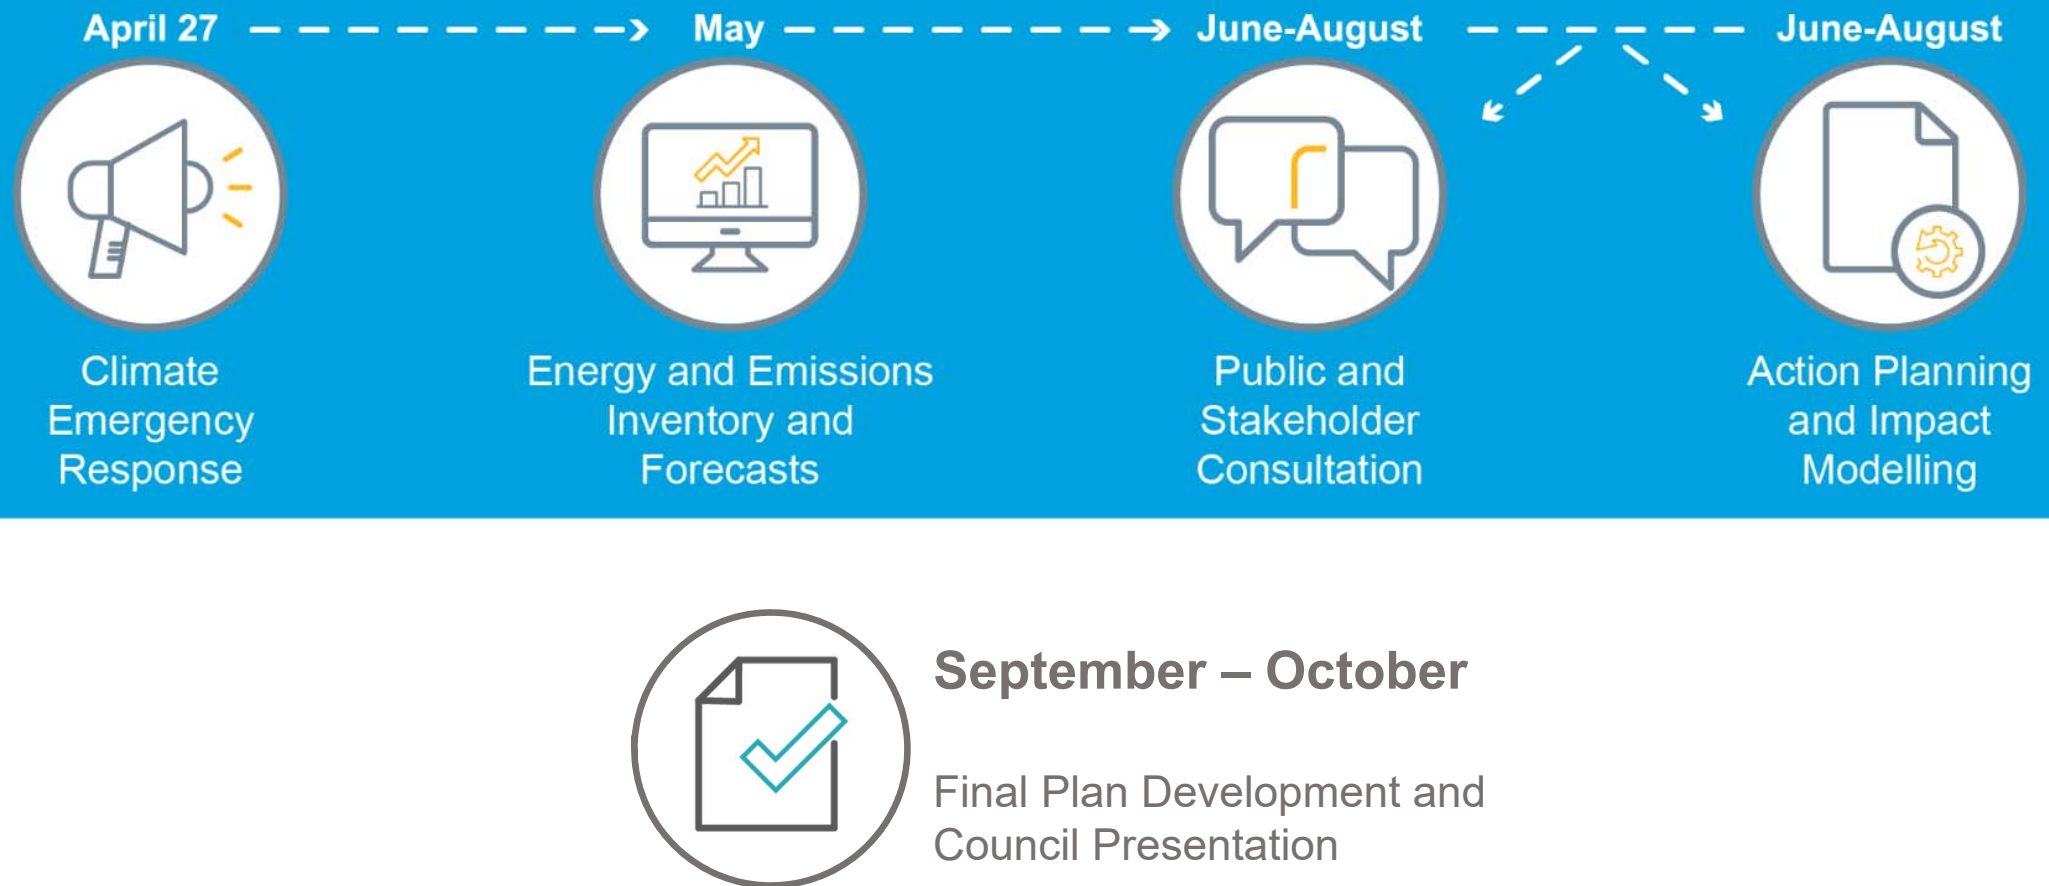 April 27
May
June-August
June-August
Climate
Emergency
Response
Energy and Emissions
Inventory and
Forecasts
Public and
Stakeholder
Consultation
Action Planning
and Impact
Modelling
September – October
Final Plan Development and
Council Presentation